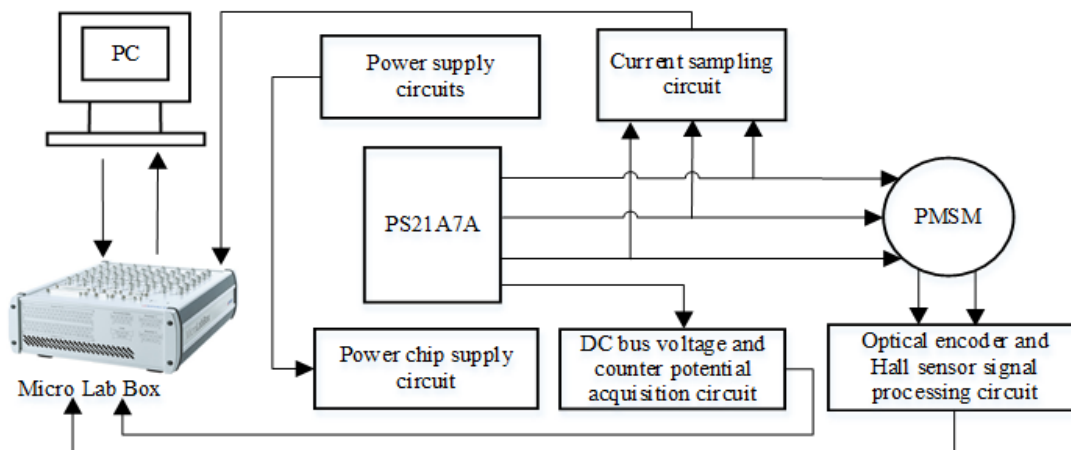 PC
Power supply
circuits
Current sampling
circuit
PS21A7A
PMSM
Micro Lab Box
Power chip supply
circuit
DC bus voltage and
counter potential
acquisition circuit
Optical encoder and
Hall sensor signal
processing circuit